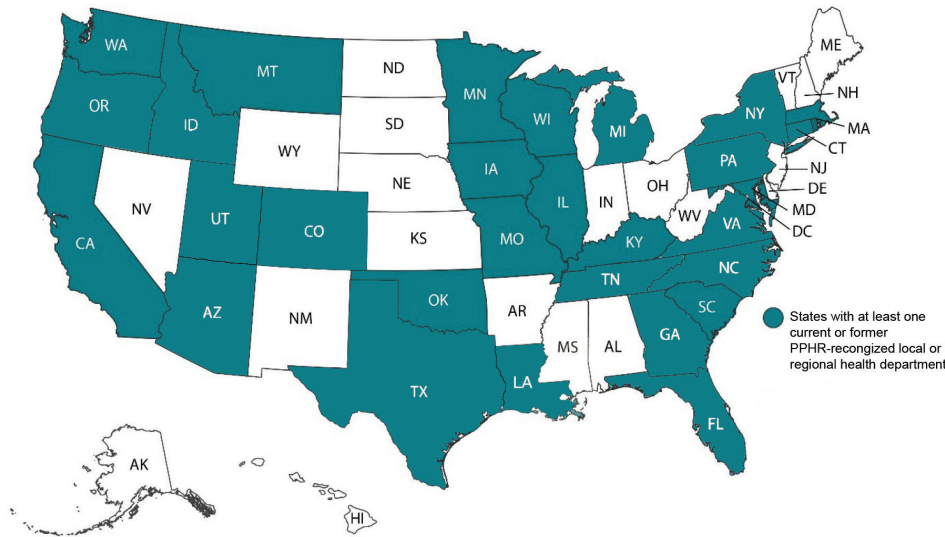 WA
MT
ND
MN
ME
VT
NH
OR
ID
SD
WI
MI
NY
MA
CT
WY
IA
PA
NJ
NE
OH
DE
NV
UT
IL
IN
WV
MD
CA
CO
KS
MO
KY
VA
DC
TN
NC
AZ
NM
OK
AR
SC
MS
AL
GA
TX
LA
FL
AK
HI
States with at least one
current or former
PPHR-recongized local or
regional health department